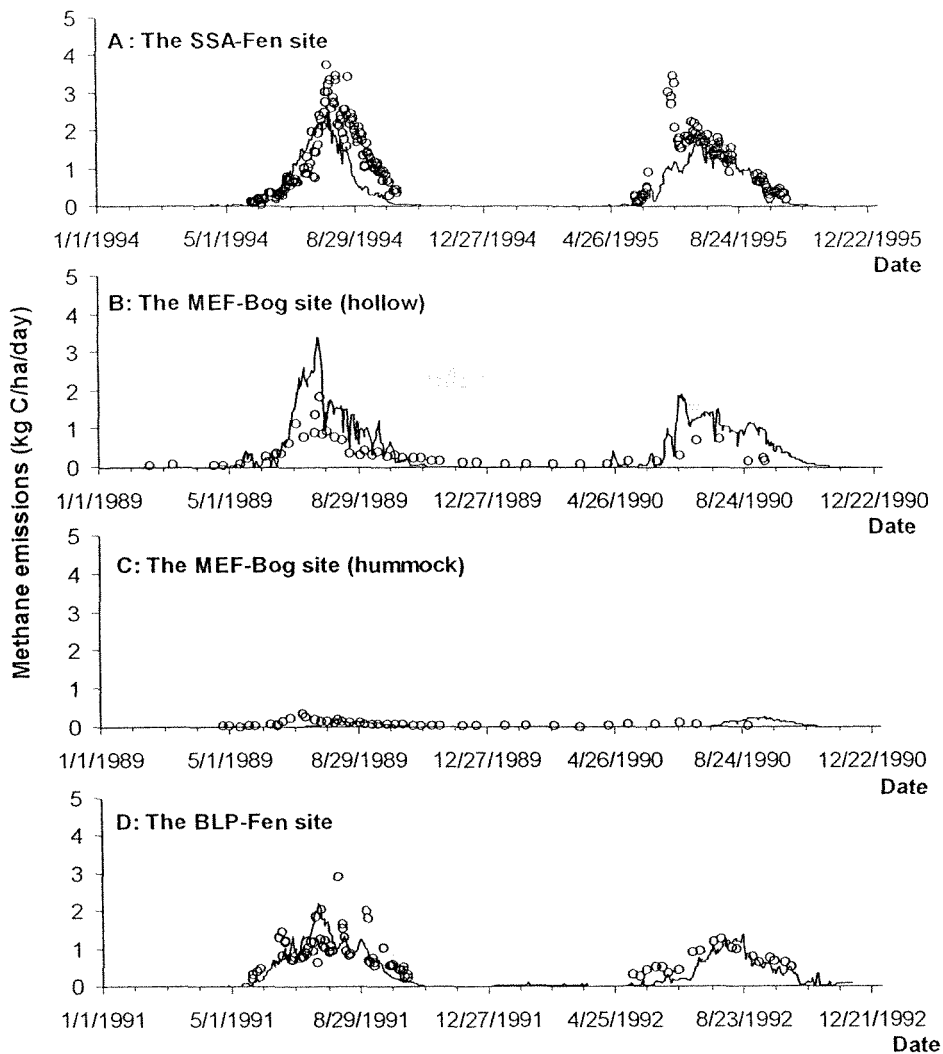 Methane emissions (kg C/ha/day)
A : The SSA-Fen site
5
4
3
2
1
0
1/1/1994 5/1/1994 8/29/1994 12/27/1994 4/26/1995 8/24/1995 12/22/1995
Date
B: The MEF-Bog site (hollow)
5
4
3
2
1
0
1/1/1989 5/1/1989 8/29/1989 12/27/1989 4/26/1990 8/24/1990 12/22/1990
Date
C: The MEF-Bog site (hummock)
5
4
3
2
1
0
1/1/1989 5/1/1989 8/29/1989 12/27/1989 4/26/1990 8/24/1990 12/22/1990
Date
D: The BLP-Fen site
5
4
3
2
1
0
1/1/1991 5/1/1991 8/29/1991 12/27/1991 4/25/1992 8/23/1992 12/21/1992
Date